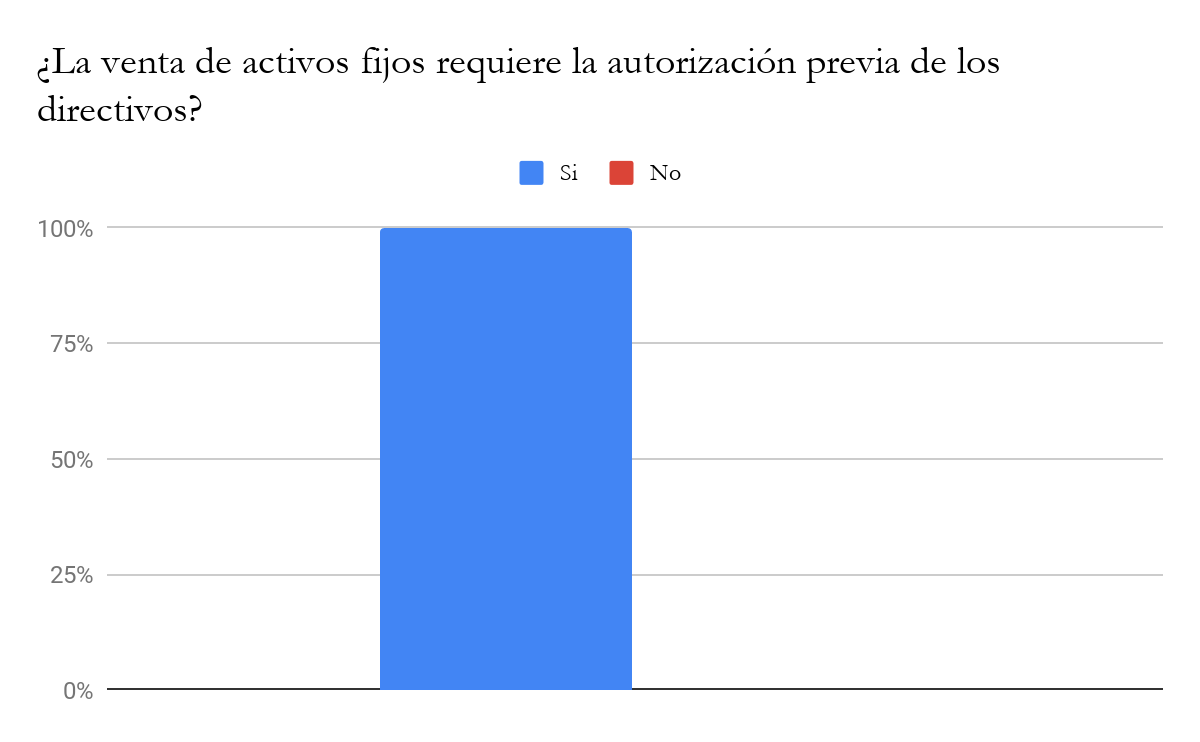 ¿La venta de activos fijos requiere la autorización previa de los
directivos?
Si No
100%
75%
50%
25%
0%